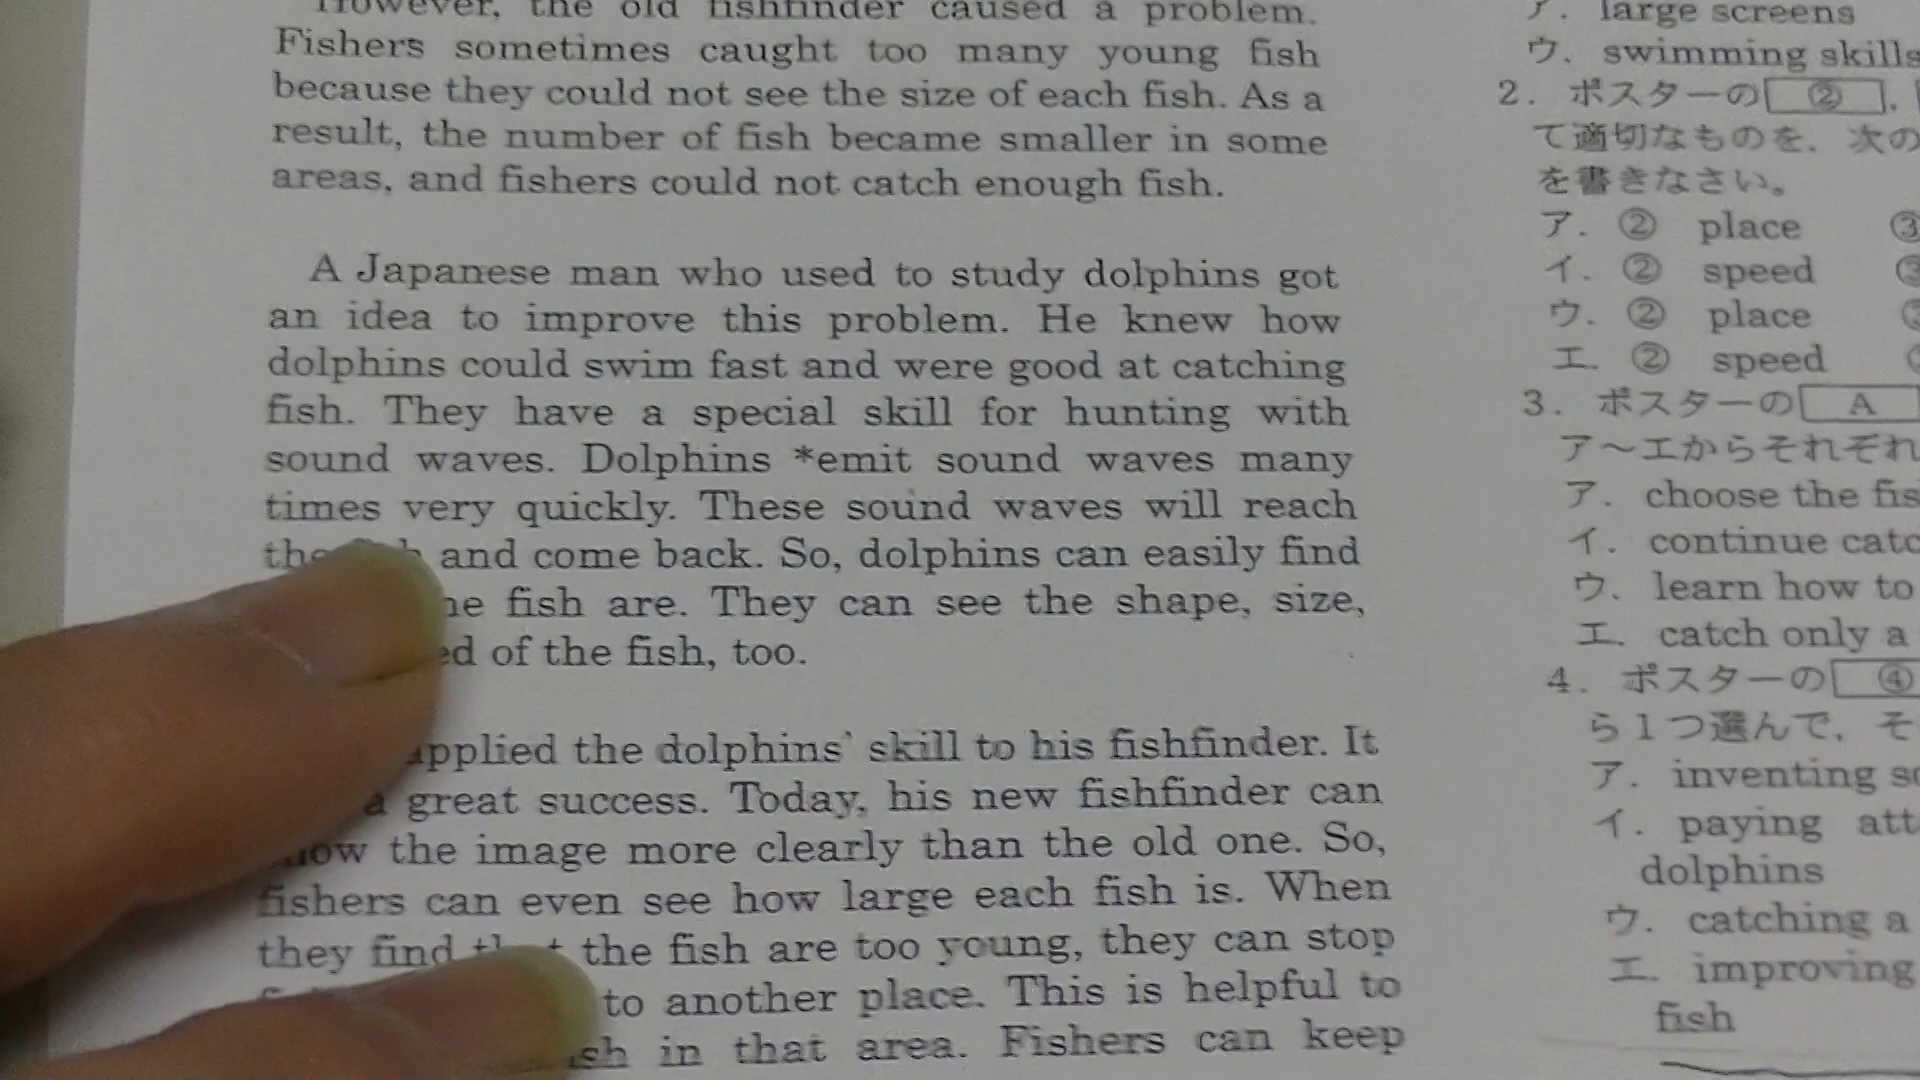 However, the old fishfinder caused a problem.
Fishers sometimes caught too many young fish
because they could not see the size of each fish. As a
result, the number of fish became smaller in some
areas, and fishers could not catch enough fish.
A Japanese man who used to study dolphins got
an idea to improve this problem. He knew how
dolphins could swim fast and were good at catching
fish. They have a special skill for hunting with
sound waves. Dolphins *emit sound waves many
times very quickly. These sound waves will reach
the and come back. So, dolphins can easily find
fish are. They can see the shape, size,
of the fish, too.
applied the dolphins' skill to his fishfinder. It
a great success. Today, his new fishfinder can
the image more clearly than the old one. So,
fishers can even see how large each fish is. When
they find the fish are too young, they can stop
to another place. This is helpful to
in that area. Fishers can keep
ア. large screens
ウ. swimming skills
2. ポスターの ② ,
て適切なものを, 次の
を書きなさい。
ア. ② place ③
イ. ② speed ③
ウ. ② place
エ. ② speed
3. ポスターの A
ア～エからそれぞれ
ア. choose the
イ. continue
ウ. learn how to
エ. catch only a
4. ポスターの ④
ら1つ選んで, そ
ア. inventing
イ. paying
dolphins
ウ. catching a
エ. improving
fish